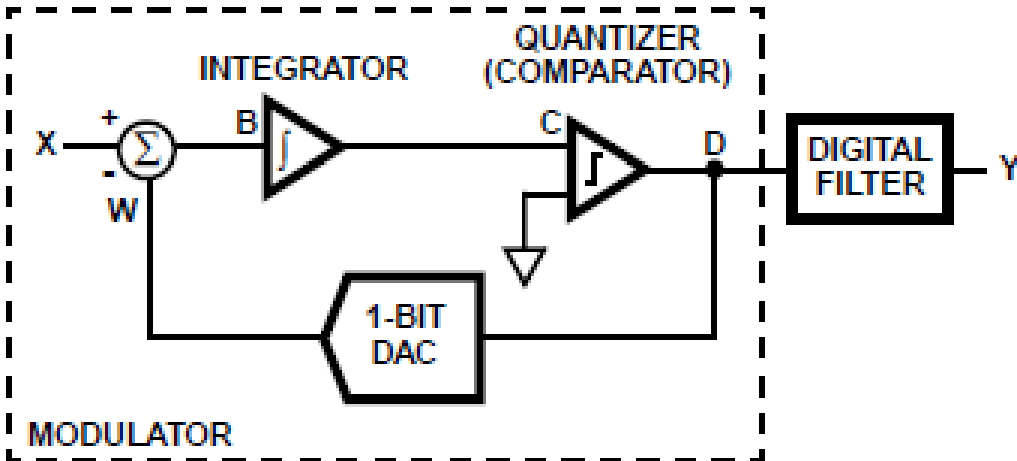 QUANTIZER
(COMPARATOR)
INTEGRATOR
X
+
-
Σ
W
B
∫
C
D
DIGITAL
FILTER
Y
1-BIT
DAC
MODULATOR